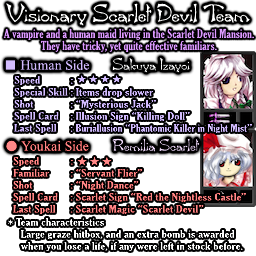 Visionary Scarlet Devil Team
A vampire and a human maid living in the Scarlet Devil Mansion.
They have tricky, yet quite effective familiars.
■ Human Side Sakuya Izayoi
Speed : ★★★★
Special Skill : Items drop slower
Shot : "Mysterious Jack"
Spell Card : Illusion Sign "Killing Doll"
Last Spell : Buriallusion "Phantomic Killer in Night Mist"
● Youkai Side Remilia Scarlet
Speed : ★★★
Familiar : "Servant Flier"
Shot : "Night Dance"
Spell Card : Scarlet Sign "Red the Nightless Castle"
Last Spell : Scarlet Magic "Scarlet Devil"
* Team characteristics
Large graze hitbox, and an extra bomb is awarded
when you lose a life, if any were left in stock before.